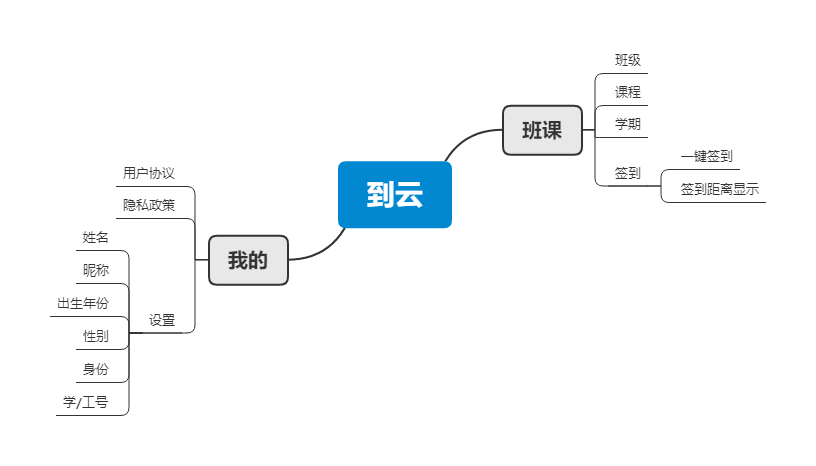 到云
班课
班级
课程
学期
签到
一键签到
签到距离显示
我的
用户协议
隐私政策
设置
姓名
昵称
出生年份
性别
身份
学/工号